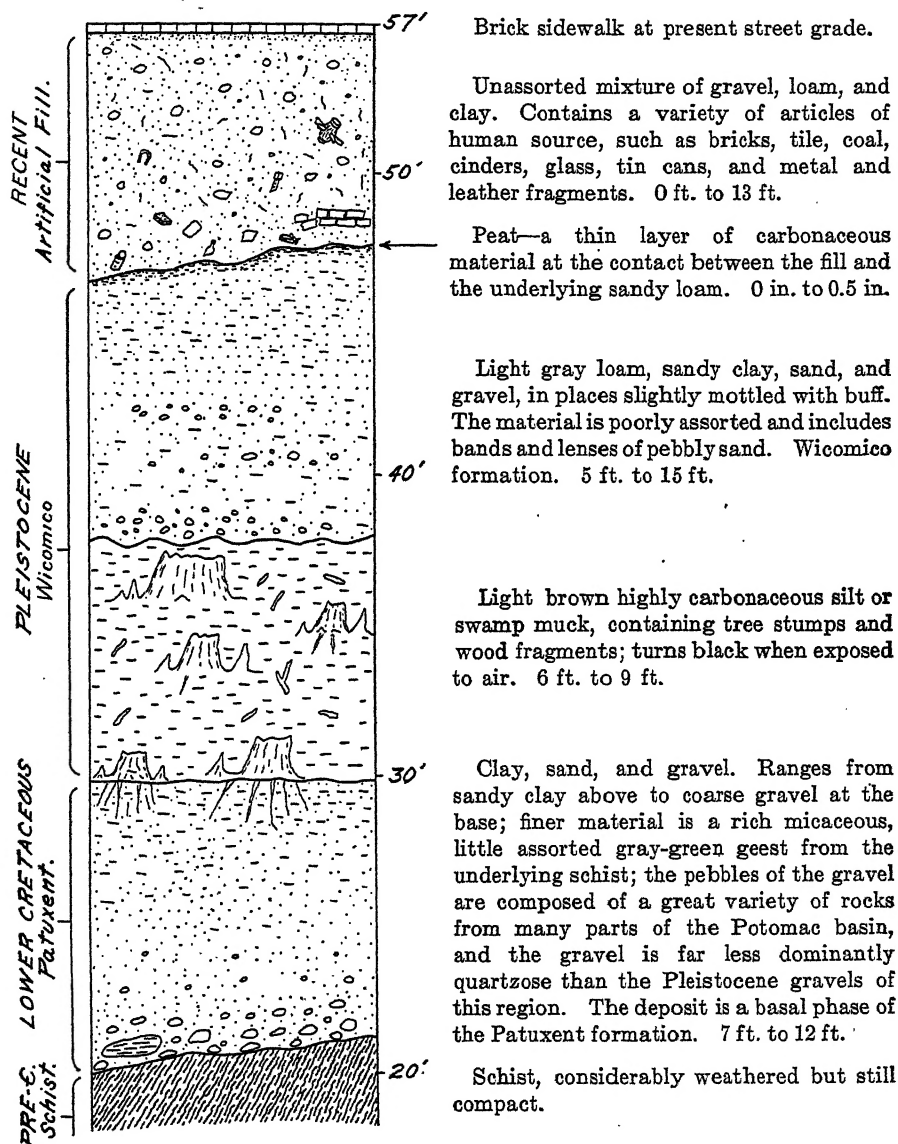 57'
Brick sidewalk at present street grade.
RECENT
Artificial Fill.
Unassorted mixture of gravel, loam, and
clay. Contains a variety of articles of
human source, such as bricks, tile, coal,
cinders, glass, tin cans, and metal and
leather fragments. 0 ft. to 13 ft.
50'
Peat—a thin layer of carbonaceous
material at the contact between the fill and
the underlying sandy loam. 0 in. to 0.5 in.
PLEISTOCENE
Wicomico
Light gray loam, sandy clay, sand, and
gravel, in places slightly mottled with buff.
The material is poorly assorted and includes
bands and lenses of pebbly sand. Wicomico
formation. 5 ft. to 15 ft.
40'
Light brown highly carbonaceous silt or
swamp muck, containing tree stumps and
wood fragments; turns black when exposed
to air. 6 ft. to 9 ft.
30'
LOWER CRETACEOUS
Patuxent.
Clay, sand, and gravel. Ranges from
sandy clay above to coarse gravel at the
base; finer material is a rich micaceous,
little assorted gray-green geest from the
underlying schist; the pebbles of the gravel
are composed of a great variety of rocks
from many parts of the Potomac basin,
and the gravel is far less dominantly
quartzose than the Pleistocene gravels of
this region. The deposit is a basal phase of
the Patuxent formation. 7 ft. to 12 ft.
20'
PRE-Є.
Schist.
Schist, considerably weathered but still
compact.